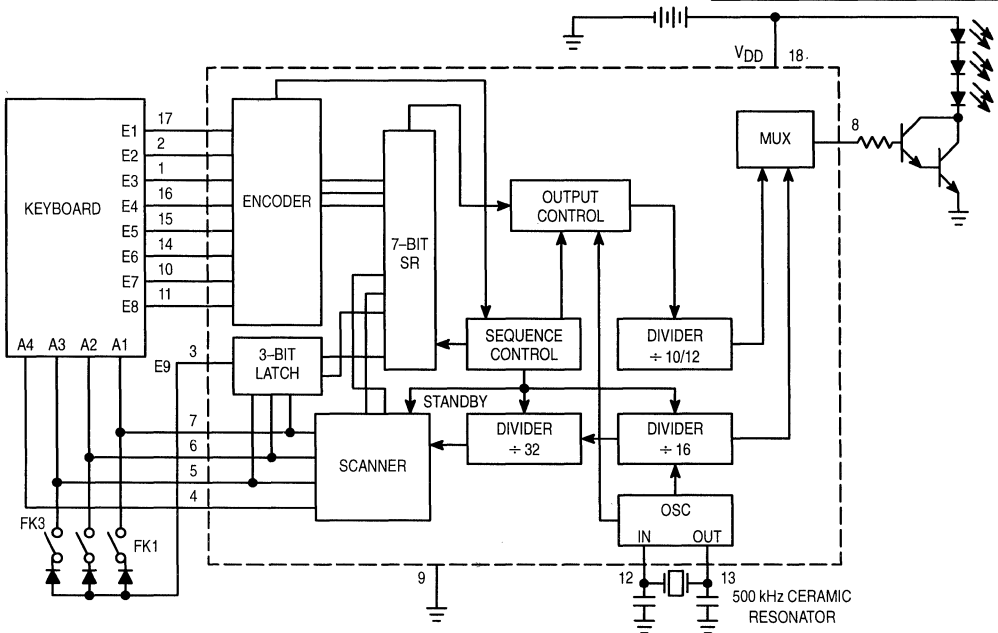 VDD 18
KEYBOARD
E1 17
E2 2
E3 1
E4 16
E5 15
E6 14
E7 10
E8 11
A4 A3 A2 A1
E9 3
7
6
5
4
FK3
FK1
ENCODER
3–BIT
LATCH
7–BIT
SR
SCANNER
OUTPUT
CONTROL
SEQUENCE
CONTROL
STANDBY
DIVIDER
÷ 32
DIVIDER
÷ 10/12
DIVIDER
÷ 16
OSC
IN OUT
MUX
8
9
12
13
500 kHz CERAMIC
RESONATOR